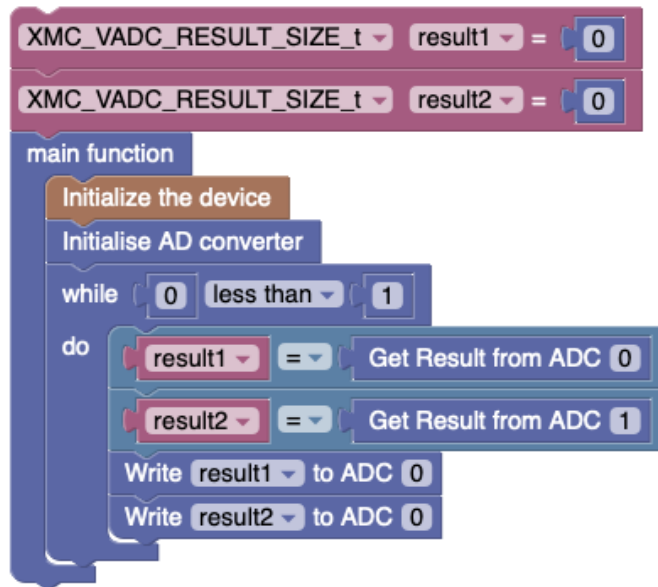 XMC_VADC_RESULT_SIZE_t result1 = 0
XMC_VADC_RESULT_SIZE_t result2 = 0
main function
Initialize the device
Initialise AD converter
while 0 less than 1
do result1 = Get Result from ADC 0
result2 = Get Result from ADC 1
Write result1 to ADC 0
Write result2 to ADC 0